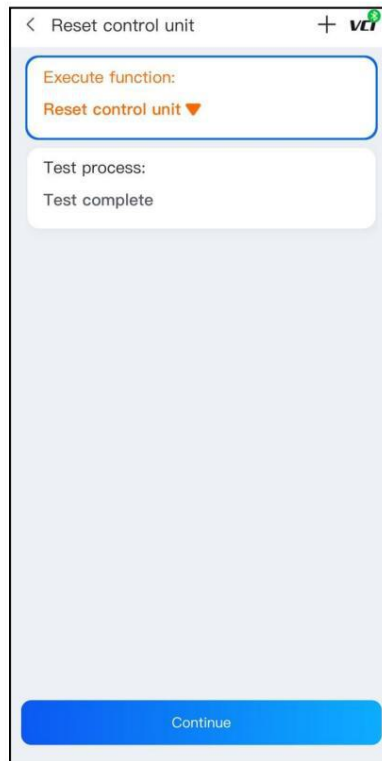 Reset control unit
VCI
Execute function:
Reset control unit
Test process:
Test complete
Continue